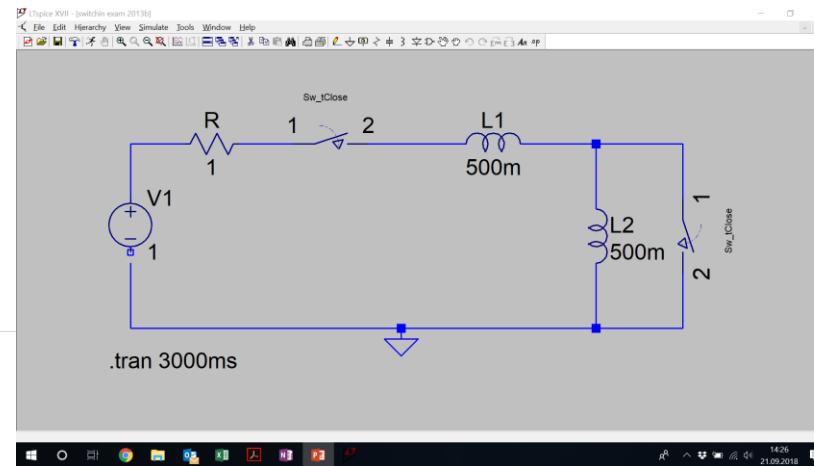 LTspice XVII - [switchin exam 2013b]
File Edit Hierarchy View Simulate Tools Window Help
Sw_tClose
R
1
2
L1
1
500m
V1
1
L2
500m
1
Sw_tClose
2
.tran 3000ms
14:26
21.09.2018